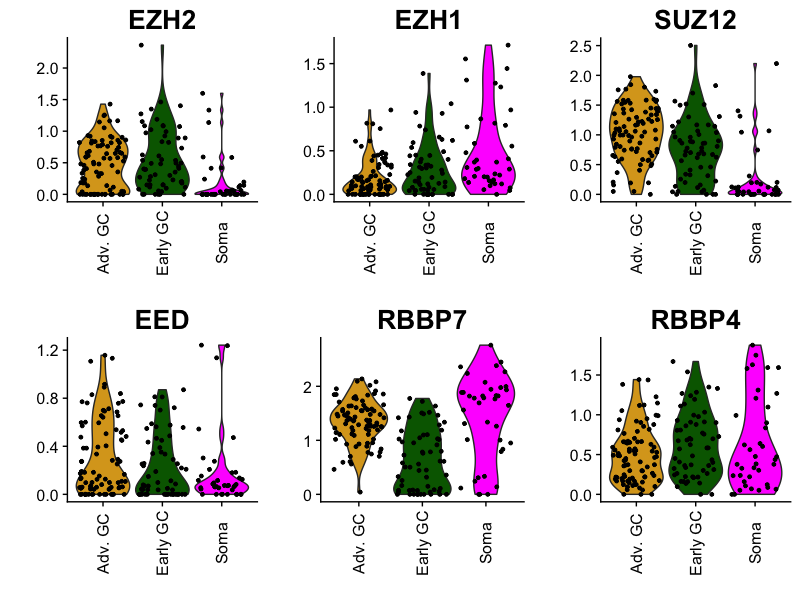 EZH2 EZH1 SUZ12
2.0
1.5
1.0
0.5
0.0
Adv. GC
Early GC
Soma
1.5
1.0
0.5
0.0
Adv. GC
Early GC
Soma
2.5
2.0
1.5
1.0
0.5
0.0
Adv. GC
Early GC
Soma
EED RBBP7 RBBP4
1.2
0.8
0.4
0.0
Adv. GC
Early GC
Soma
2
1
0
Adv. GC
Early GC
Soma
1.5
1.0
0.5
0.0
Adv. GC
Early GC
Soma